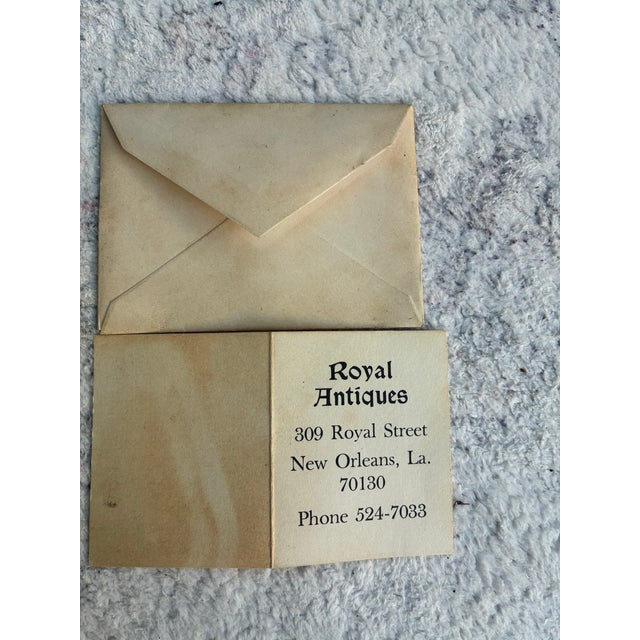 Royal
Antiques
309 Royal Street
New Orleans, La.
70130
Phone 524-7033